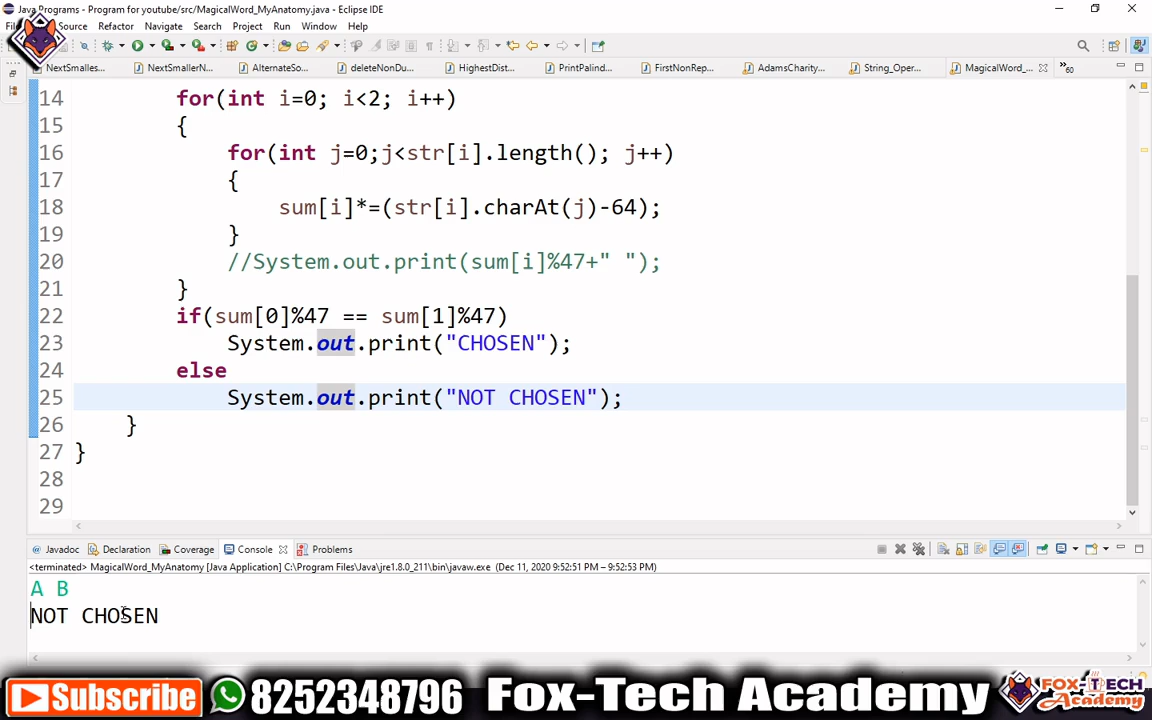 Java Programs - Program for youtube/src/MagicalWord_MyAnatomy.java - Eclipse IDE
Source Refactor Navigate Search Project Run Window Help
NextSmalles... NextSmallerN... AlternateSo... deleteNonDu... HighestDist... PrintPalind... FirstNonRep... AdamsCharity... String_Oper... MagicalWord_... »60
14 for(int i=0; i<2; i++)
15 {
16 for(int j=0;j<str[i].length(); j++)
17 {
18 sum[i]*=(str[i].charAt(j)-64);
19 }
20 //System.out.print(sum[i]%47+" ");
21 }
22 if(sum[0]%47 == sum[1]%47)
23 System.out.print("CHOSEN");
24 else
25 System.out.print("NOT CHOSEN");
26 }
27 }
28
29
@ Javadoc Declaration Coverage Console Problems
<terminated> MagicalWord_MyAnatomy [Java Application] C:\Program Files\Java\jre1.8.0_211\bin\javaw.exe (Dec 11, 2020 9:52:51 PM – 9:52:53 PM)
A B
NOT CHOSEN
Subscribe 8252348796 Fox-Tech Academy FOX-TECH Academy